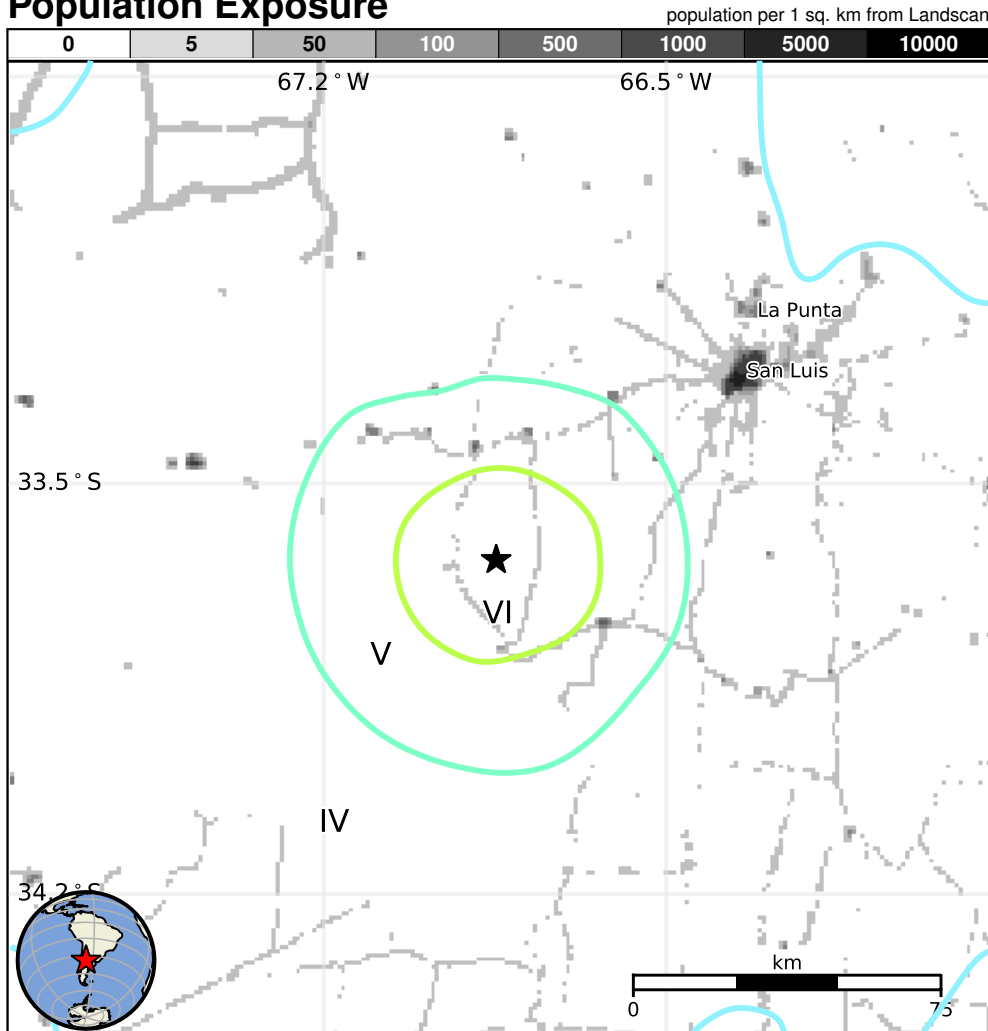 Population Exposure
population per 1 sq. km from Landscan
0 5 50 100 500 1000 5000 10000
67.2°W 66.5°W
La Punta
San Luis
33.5°S
VI
V
IV
34.2°S
km
0 75